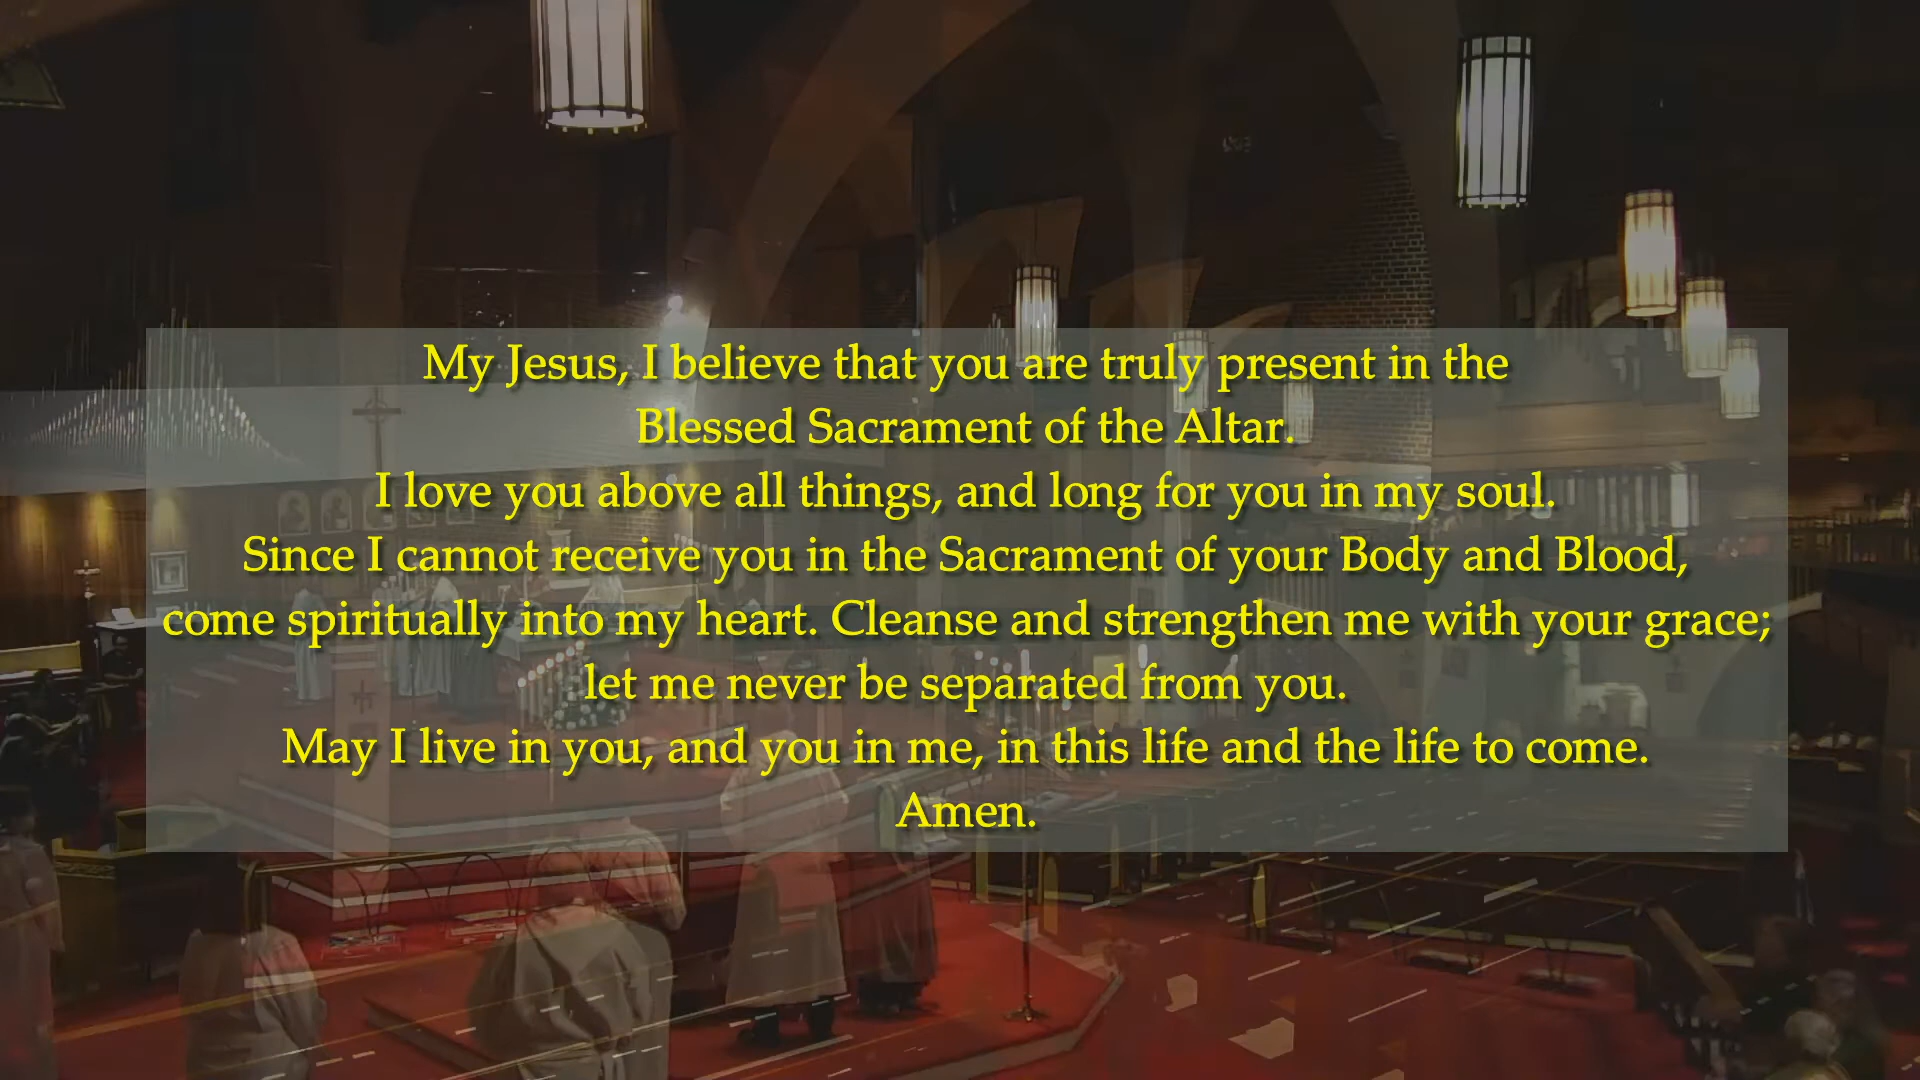 My Jesus, I believe that you are truly present in the
Blessed Sacrament of the Altar.
I love you above all things, and long for you in my soul.
Since I cannot receive you in the Sacrament of your Body and Blood,
come spiritually into my heart. Cleanse and strengthen me with your grace;
let me never be separated from you.
May I live in you, and you in me, in this life and the life to come.
Amen.